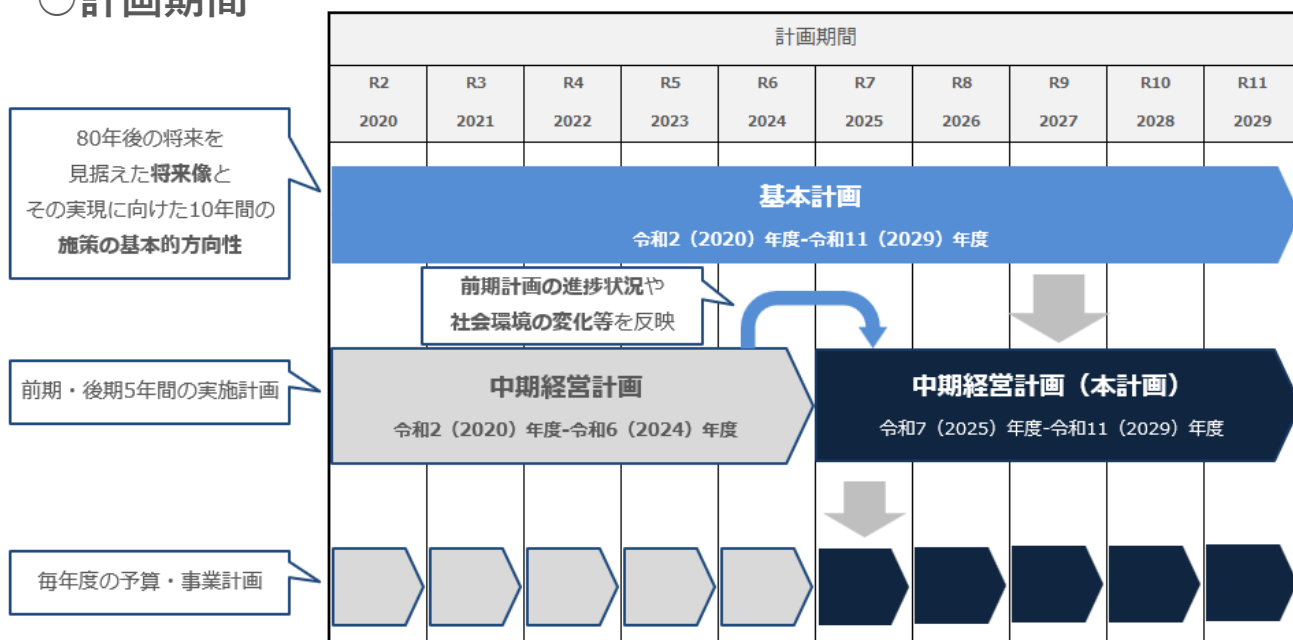 ○計画期間
計画期間
R2 R3 R4 R5 R6 R7 R8 R9 R10 R11
2020 2021 2022 2023 2024 2025 2026 2027 2028 2029
80年後の将来を
見据えた将来像と
その実現に向けた10年間の
施策の基本的方向性
基本計画
令和2（2020）年度-令和11（2029）年度
前期計画の進捗状況や
社会環境の変化等を反映
前期・後期5年間の実施計画
中期経営計画
令和2（2020）年度-令和6（2024）年度
中期経営計画（本計画）
令和7（2025）年度-令和11（2029）年度
毎年度の予算・事業計画